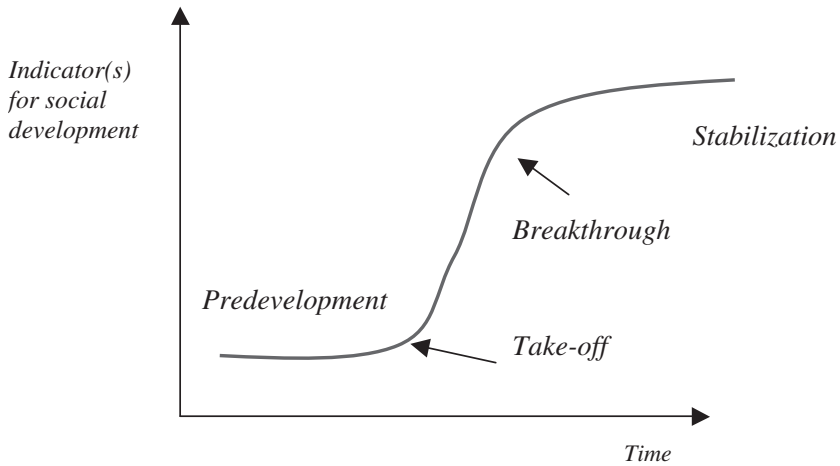 Indicator(s)
for social
development
Stabilization
Breakthrough
Predevelopment
Take-off
Time